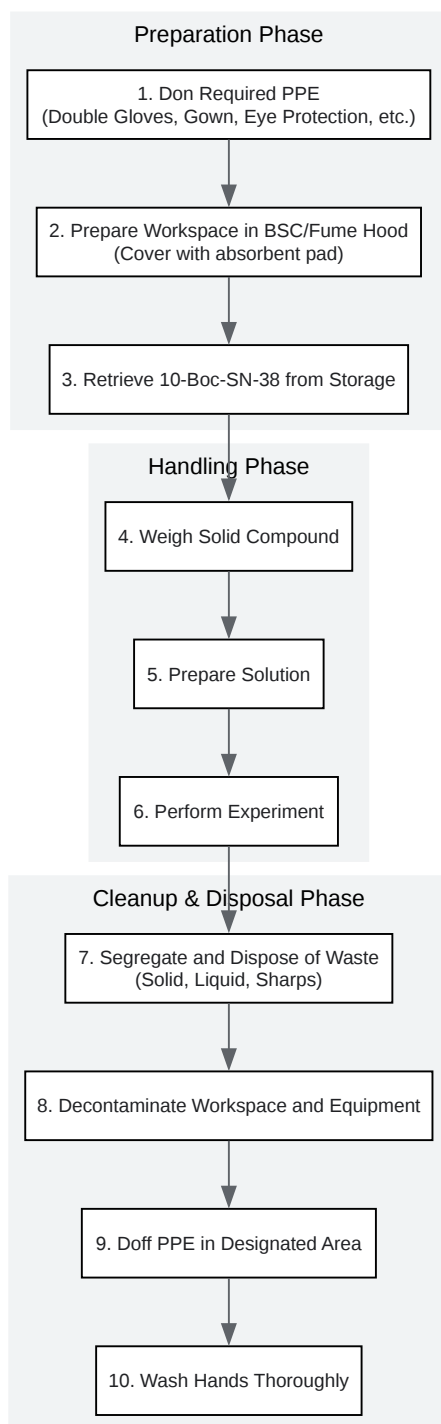 Preparation Phase
1. Don Required PPE
(Double Gloves, Gown, Eye Protection, etc.)
2. Prepare Workspace in BSC/Fume Hood
(Cover with absorbent pad)
3. Retrieve 10-Boc-SN-38 from Storage
Handling Phase
4. Weigh Solid Compound
5. Prepare Solution
6. Perform Experiment
Cleanup & Disposal Phase
7. Segregate and Dispose of Waste
(Solid, Liquid, Sharps)
8. Decontaminate Workspace and Equipment
9. Doff PPE in Designated Area
10. Wash Hands Thoroughly